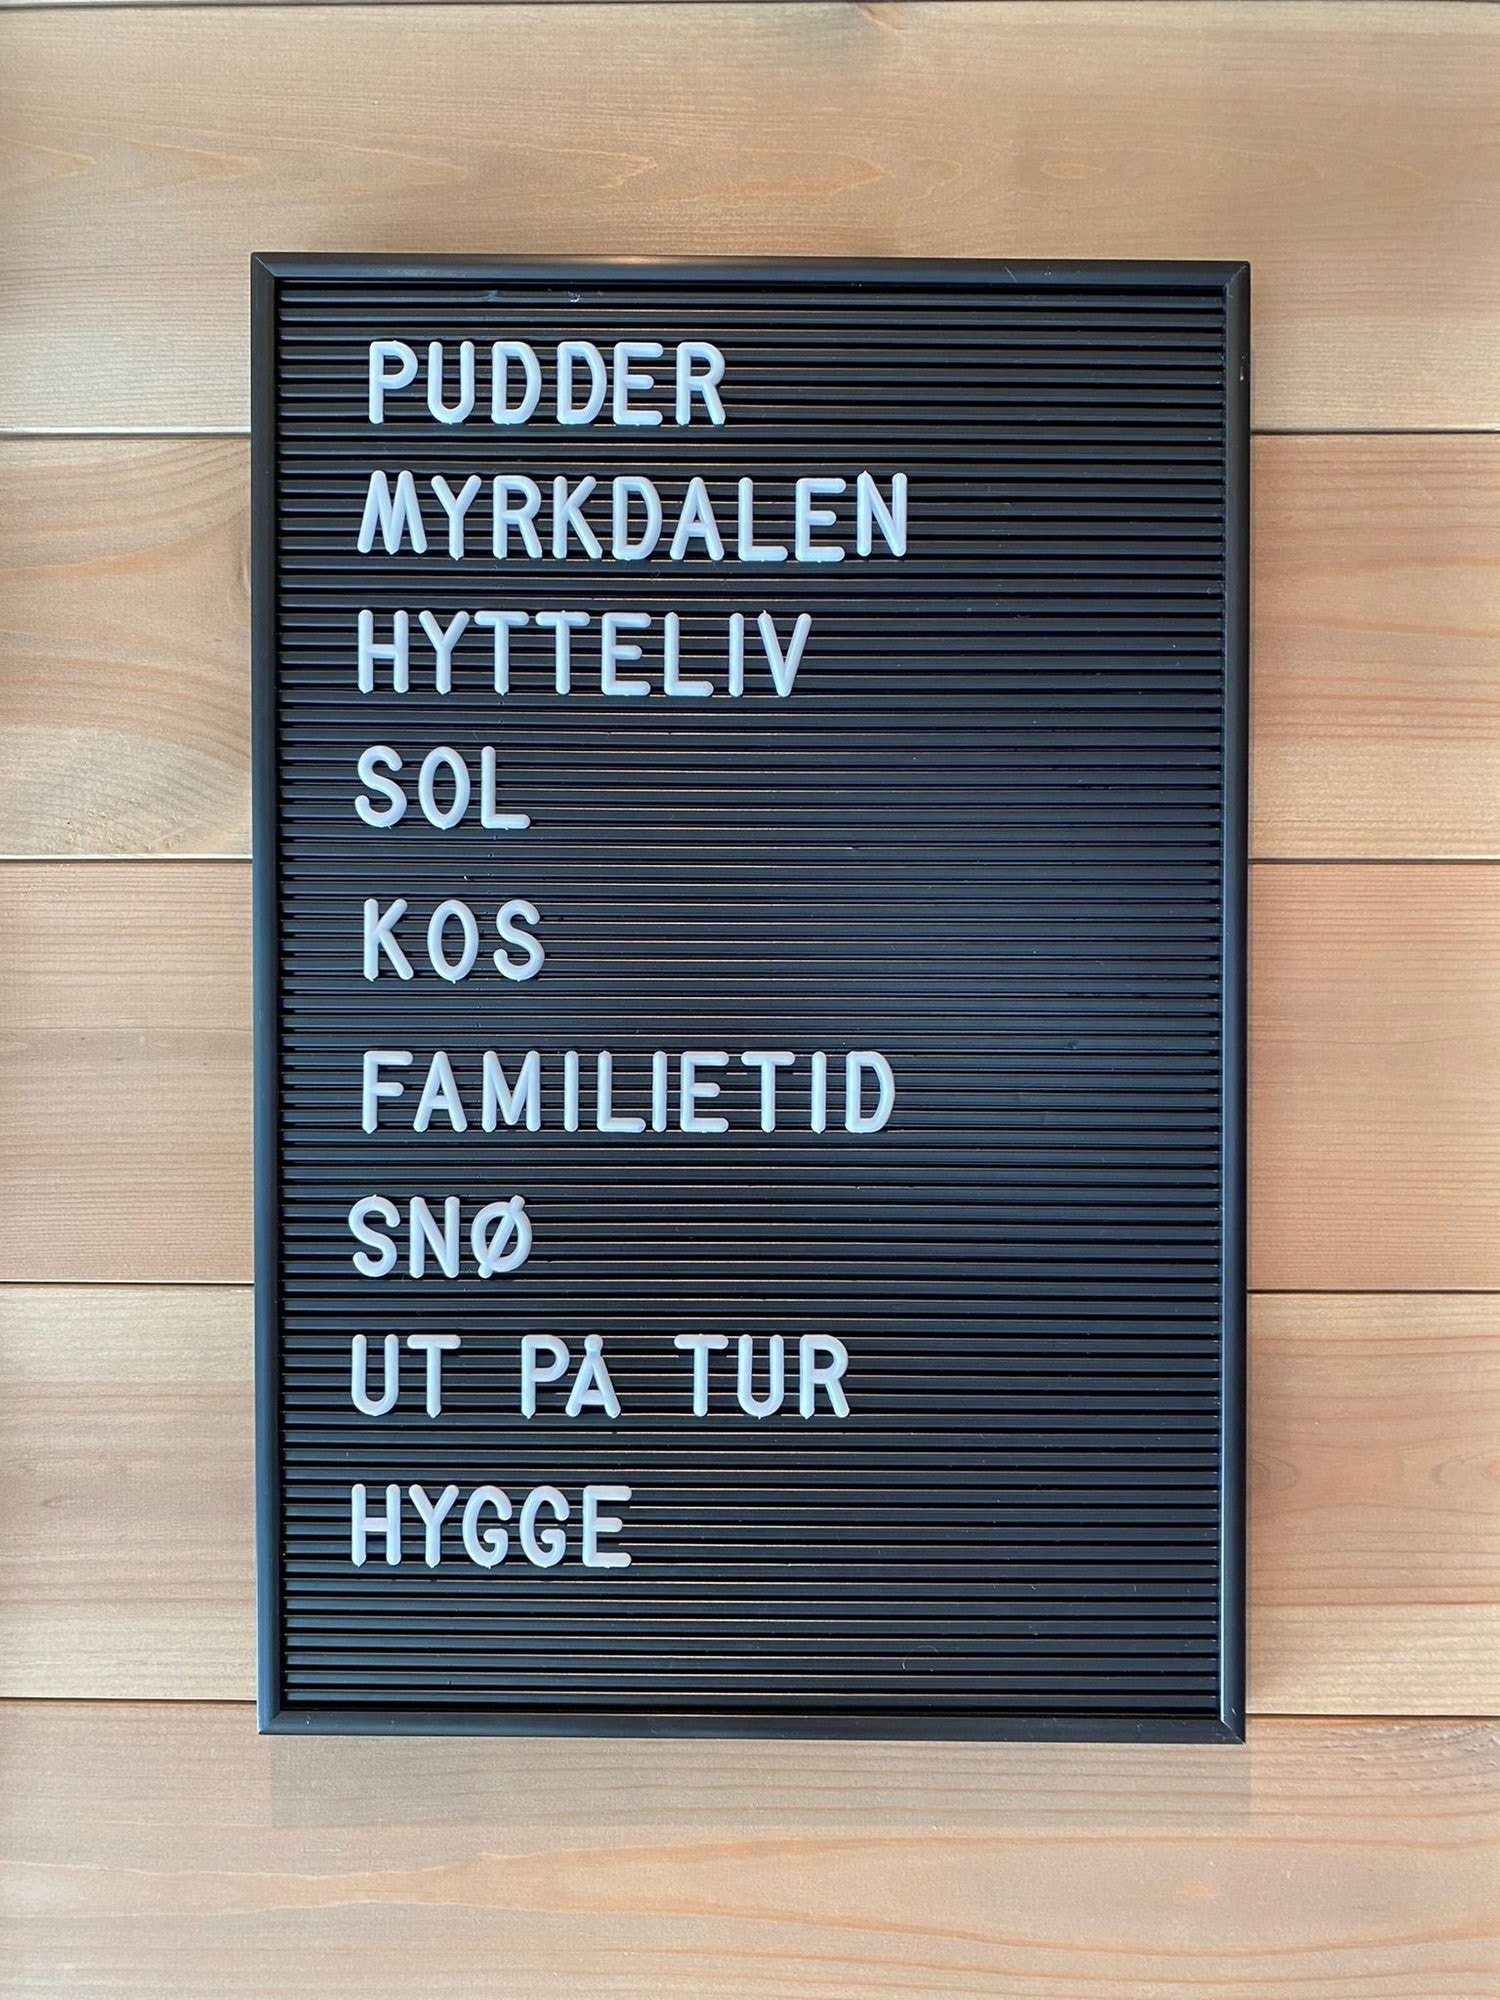 PUDDER
MYRKDALEN
HYTTELIV
SOL
KOS
FAMILIETID
SNØ
UT PÅ TUR
HYGGE